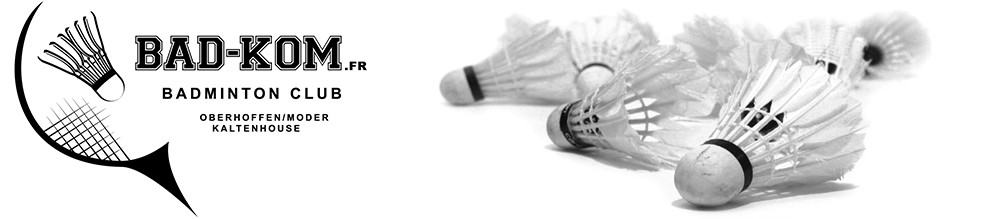 BAD-KOM.FR
BADMINTON CLUB
OBERHOFFEN/MODER
KALTENHOUSE